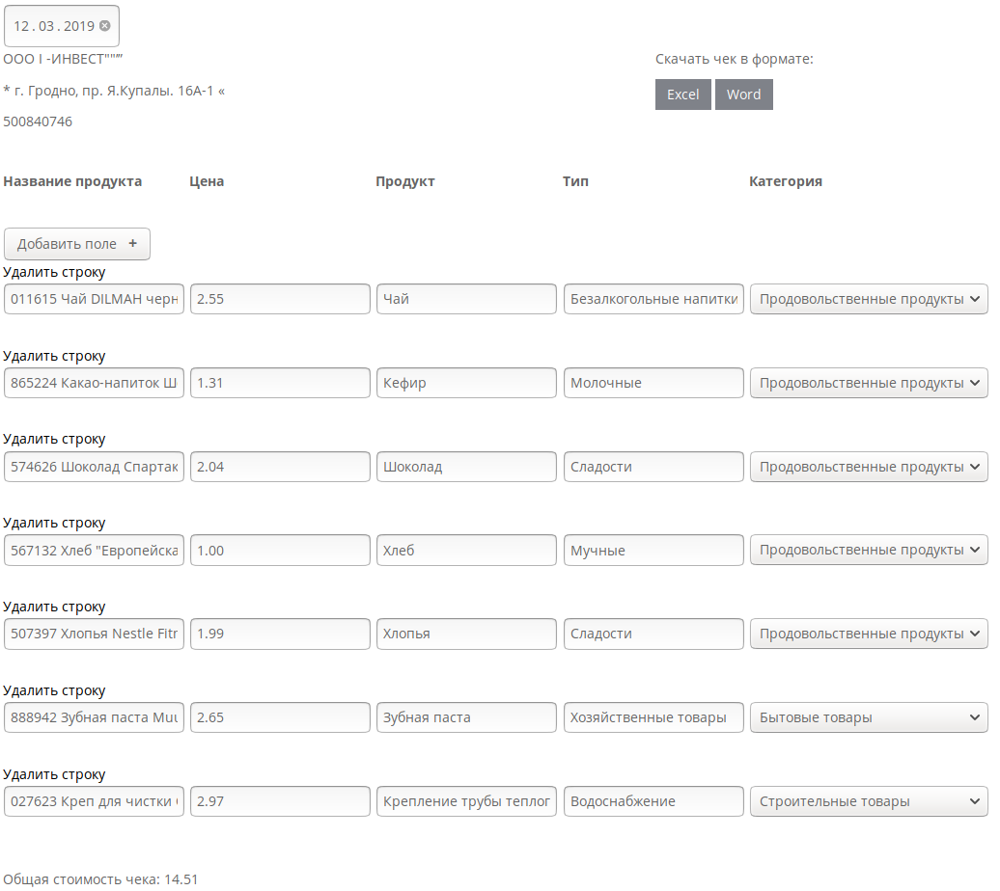 12 . 03 . 2019
ООО I -ИНВЕСТ""”’
Скачать чек в формате:
* г. Гродно, пр. Я.Купалы. 16А-1 «
Excel Word
500840746
Название продукта Цена Продукт Тип Категория
Добавить поле +
Удалить строку
011615 Чай DILMAH черн 2.55 Чай Безалкогольные напитки Продовольственные продукты
Удалить строку
865224 Какао-напиток Ш 1.31 Кефир Молочные Продовольственные продукты
Удалить строку
574626 Шоколад Спартак 2.04 Шоколад Сладости Продовольственные продукты
Удалить строку
567132 Хлеб "Европейска 1.00 Хлеб Мучные Продовольственные продукты
Удалить строку
507397 Хлопья Nestle Fitn 1.99 Хлопья Сладости Продовольственные продукты
Удалить строку
888942 Зубная паста Muu 2.65 Зубная паста Хозяйственные товары Бытовые товары
Удалить строку
027623 Креп для чистки 2.97 Крепление трубы теплог Водоснабжение Строительные товары
Общая стоимость чека: 14.51